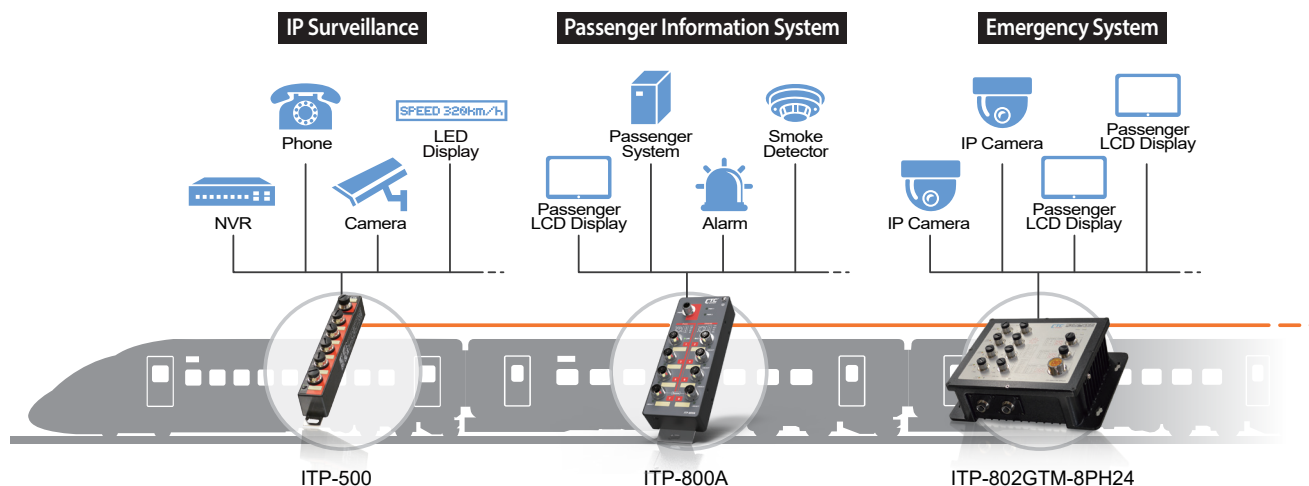 IP Surveillance
Passenger Information System
Emergency System
SPEED 320km/h
Phone
LED
Display
NVR
Camera
Passenger
System
Smoke
Detector
Passenger
LCD Display
Alarm
IP Camera
Passenger
LCD Display
IP Camera
Passenger
LCD Display
CTC
ITP-500
ITP-800A
ITP-802GTM-8PH24